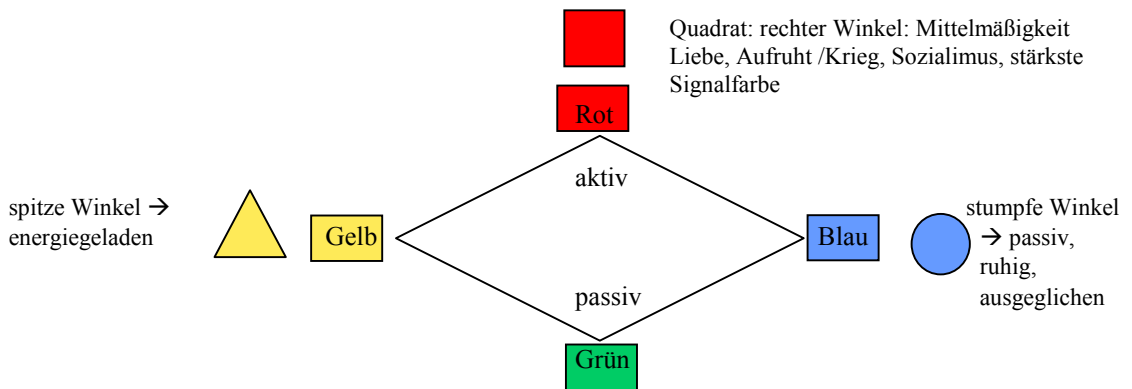 Quadrat: rechter Winkel: Mittelmäßigkeit
Liebe, Aufruht /Krieg, Sozialimus, stärkste
Signalfarbe
Rot
aktiv
spitze Winkel →
energiegeladen
Gelb
Blau
stumpfe Winkel
→ passiv,
ruhig,
ausgeglichen
passiv
Grün